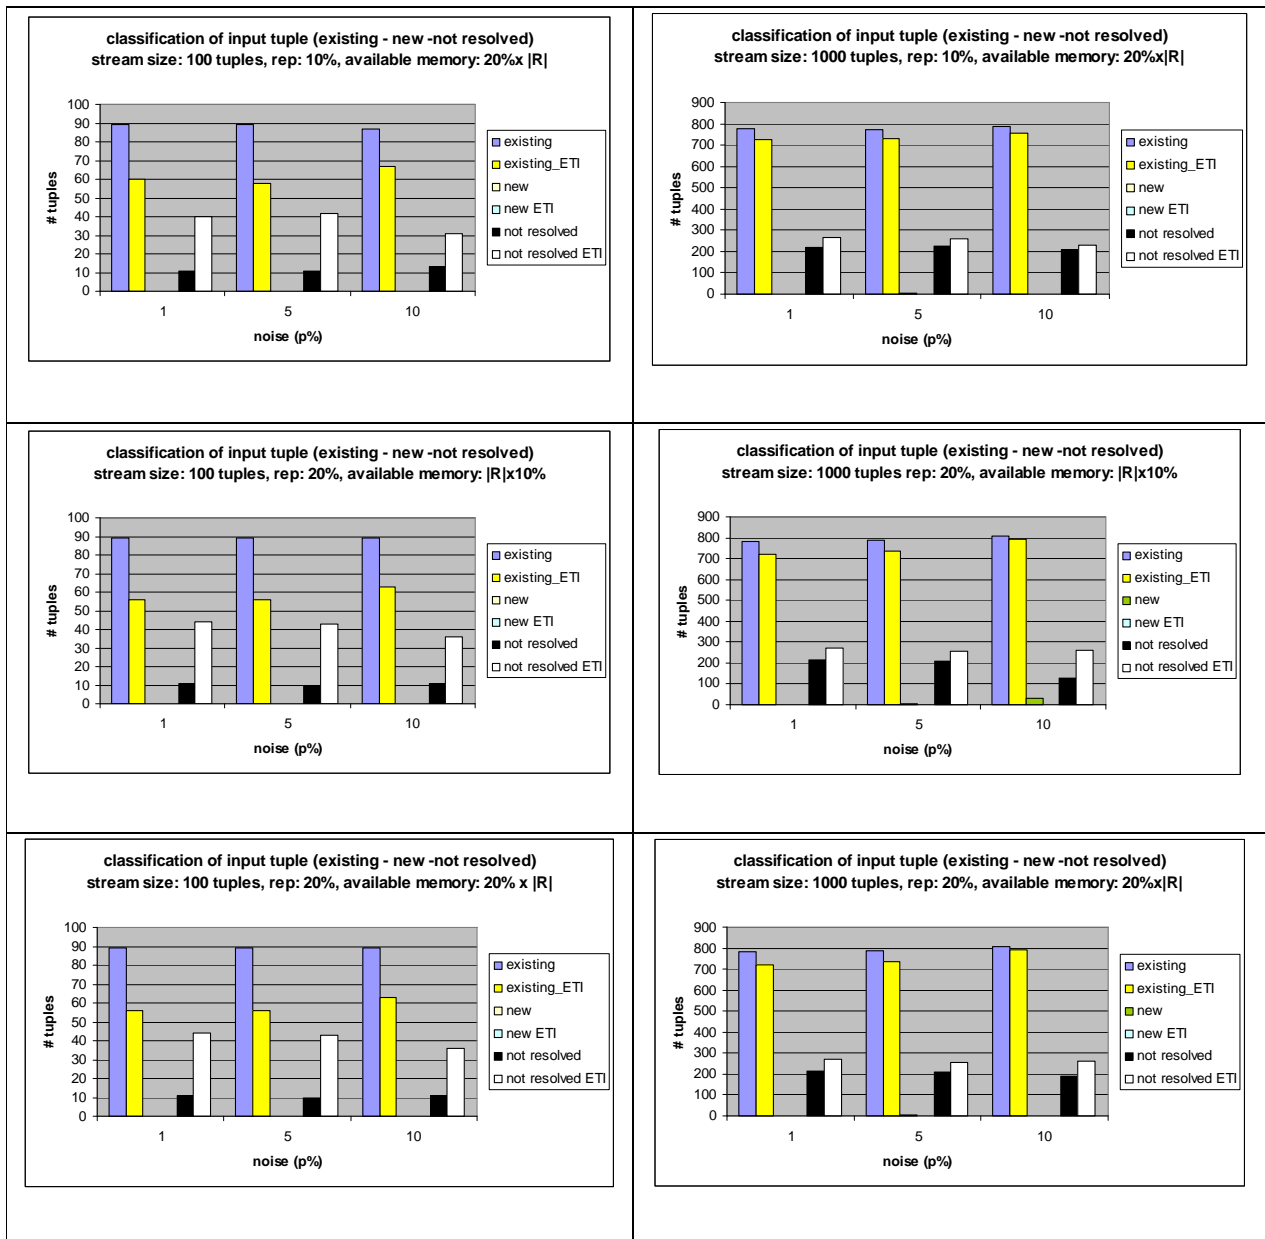 classification of input tuple (existing - new -not resolved)
stream size: 100 tuples, rep: 10%, available memory: 20%x |R|
100
90
80
70
60
50
40
30
20
10
0
# tuples
1
5
10
noise (p%)
existing
existing_ETI
new
new ETI
not resolved
not resolved ETI
classification of input tuple (existing - new -not resolved)
stream size: 1000 tuples, rep: 10%, available memory: 20%x|R|
900
800
700
600
500
400
300
200
100
0
# tuples
1
5
10
noise (p%)
existing
existing_ETI
new
new ETI
not resolved
not resolved ETI
classification of input tuple (existing - new -not resolved)
stream size: 100 tuples, rep: 20%, available memory: |R|x10%
100
90
80
70
60
50
40
30
20
10
0
# tuples
1
5
10
noise (p%)
existing
existing_ETI
new
new ETI
not resolved
not resolved ETI
classification of input tuple (existing - new -not resolved)
stream size: 1000 tuples rep: 20%, available memory: |R|x10%
900
800
700
600
500
400
300
200
100
0
# tuples
1
5
10
noise (p%)
existing
existing_ETI
new
new ETI
not resolved
not resolved ETI
classification of input tuple (existing - new -not resolved)
stream size: 100 tuples, rep: 20%, available memory: 20% x |R|
100
90
80
70
60
50
40
30
20
10
0
# tuples
1
5
10
noise (p%)
existing
existing_ETI
new
new ETI
not resolved
not resolved ETI
classification of input tuple (existing - new -not resolved)
stream size: 1000 tuples, rep: 20%, available memory: 20%x|R|
900
800
700
600
500
400
300
200
100
0
# tuples
1
5
10
noise (p%)
existing
existing_ETI
new
new ETI
not resolved
not resolved ETI